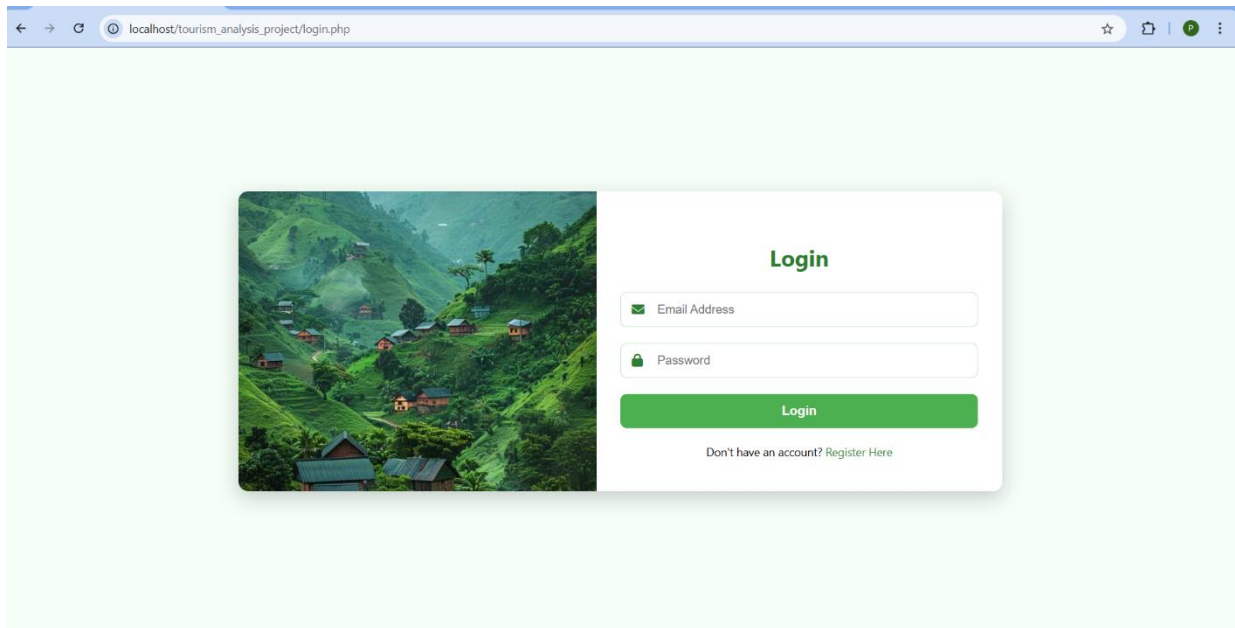 localhost/tourism_analysis_project/login.php
P
Login
Email Address
Password
Login
Don't have an account? Register Here